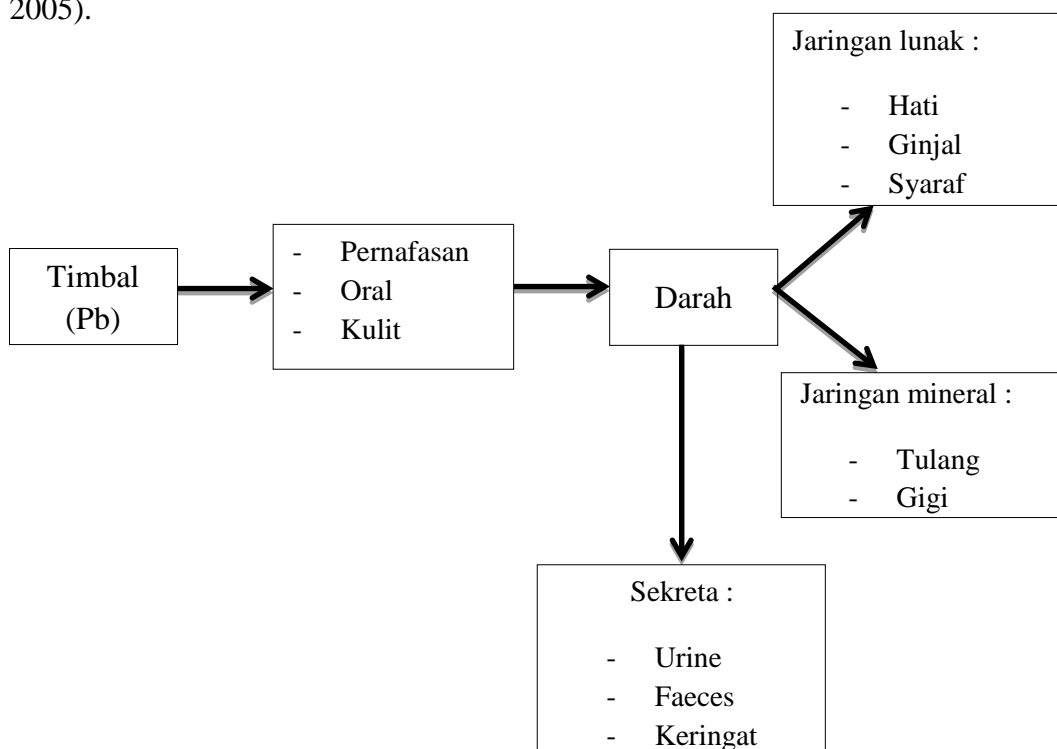 2005).
Jaringan lunak :
- Hati
- Ginjal
- Syaraf
Timbal
(Pb)
- Pernafasan
- Oral
- Kulit
Darah
Jaringan mineral :
- Tulang
- Gigi
Sekreta :
- Urine
- Faeces
- Keringat